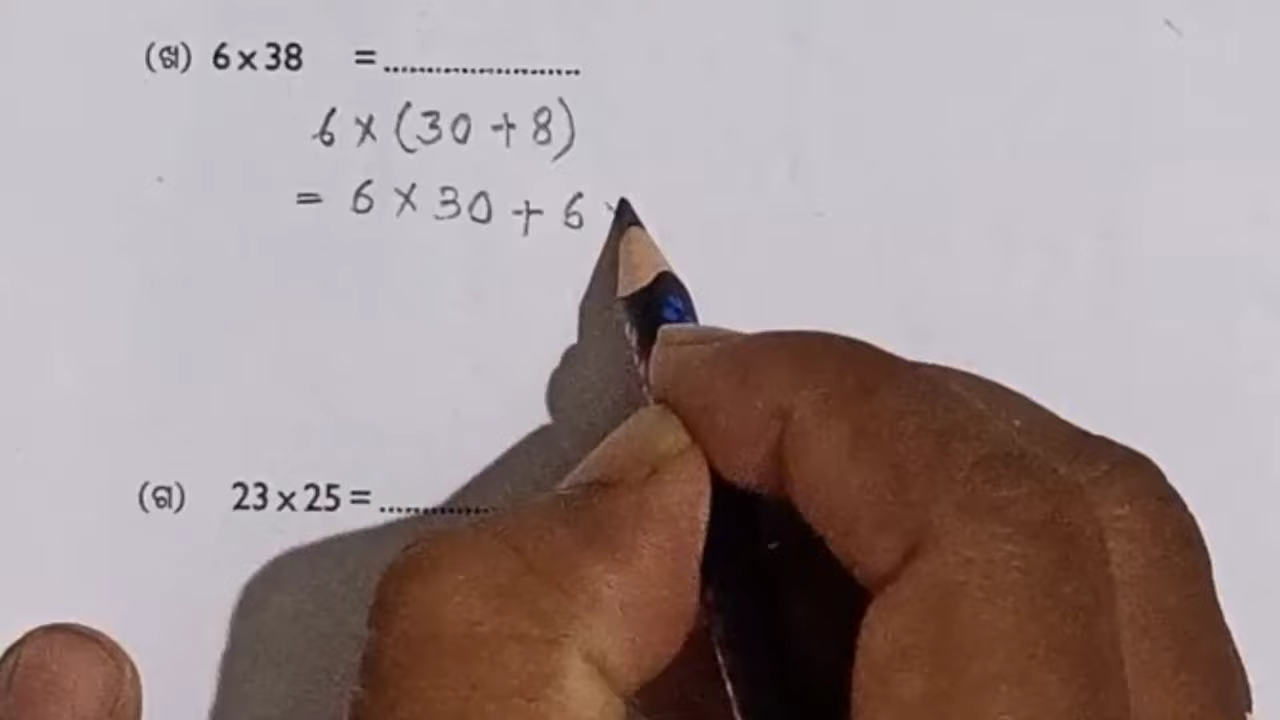 (ଖ) 6 x 38 = ....................
6 × (30 + 8)
= 6 × 30 + 6
(ଗ) 23 x 25 = ...........